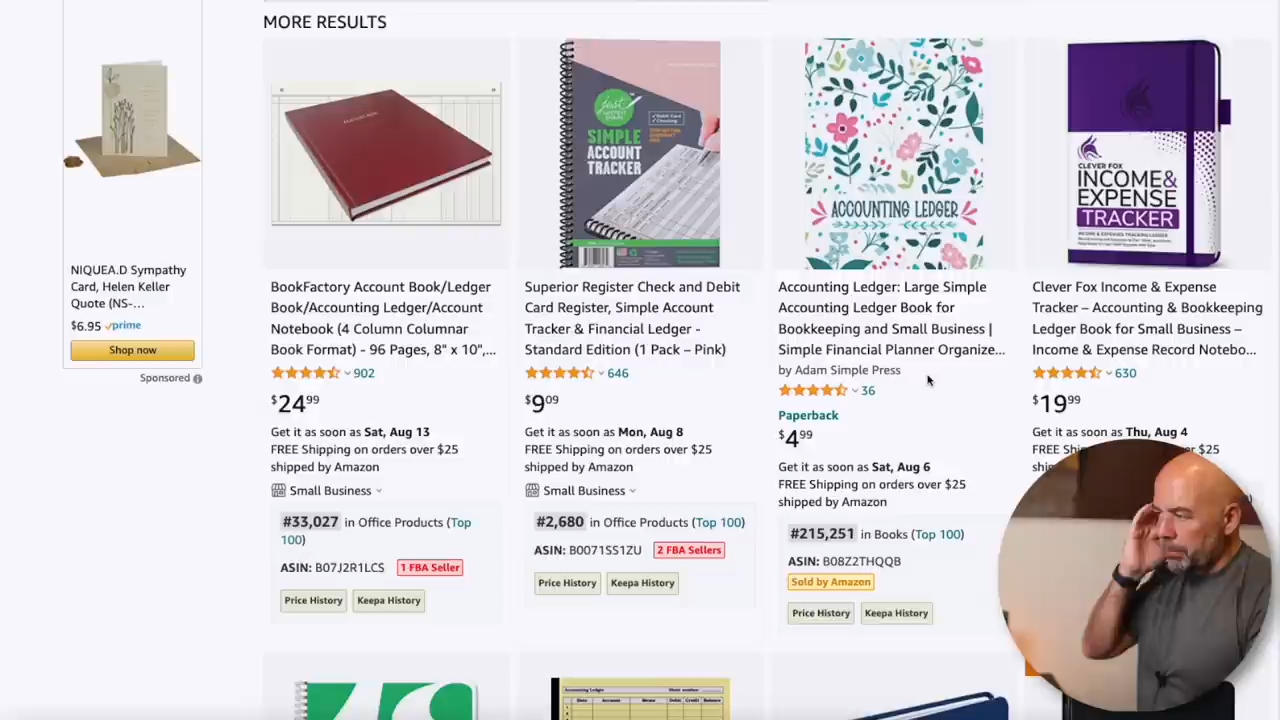 MORE RESULTS
NIQUEA.D Sympathy
Card, Helen Keller
Quote (NS-...
$6.95 prime
Shop now
Sponsored
BookFactory Account Book/Ledger
Book/Accounting Ledger/Account
Notebook (4 Column Columnar
Book Format) - 96 Pages, 8" x 10",...
902
$24.99
Get it as soon as Sat, Aug 13
FREE Shipping on orders over $25
shipped by Amazon
Small Business
#33,027 in Office Products (Top
100)
ASIN: B07J2R1LCS 1 FBA Seller
Price History Keepa History
SIMPLE
ACCOUNT
TRACKER
Superior Register Check and Debit
Card Register, Simple Account
Tracker & Financial Ledger -
Standard Edition (1 Pack – Pink)
646
$9.09
Get it as soon as Mon, Aug 8
FREE Shipping on orders over $25
shipped by Amazon
Small Business
#2,680 in Office Products (Top 100)
ASIN: B0071SS1ZU 2 FBA Sellers
Price History Keepa History
ACCOUNTING LEDGER
Accounting Ledger: Large Simple
Accounting Ledger Book for
Bookkeeping and Small Business |
Simple Financial Planner Organize...
by Adam Simple Press
36
Paperback
$4.99
Get it as soon as Sat, Aug 6
FREE Shipping on orders over $25
shipped by Amazon
#215,251 in Books (Top 100)
ASIN: B08Z2THQQB
Sold by Amazon
Price History Keepa History
CLEVER FOX
INCOME &
EXPENSE
TRACKER
Clever Fox Income & Expense
Tracker – Accounting & Bookkeeping
Ledger Book for Small Business –
Income & Expense Record Notebo...
630
$19.99
Get it as soon as Thu, Aug 4
FREE
Accounting Ledger